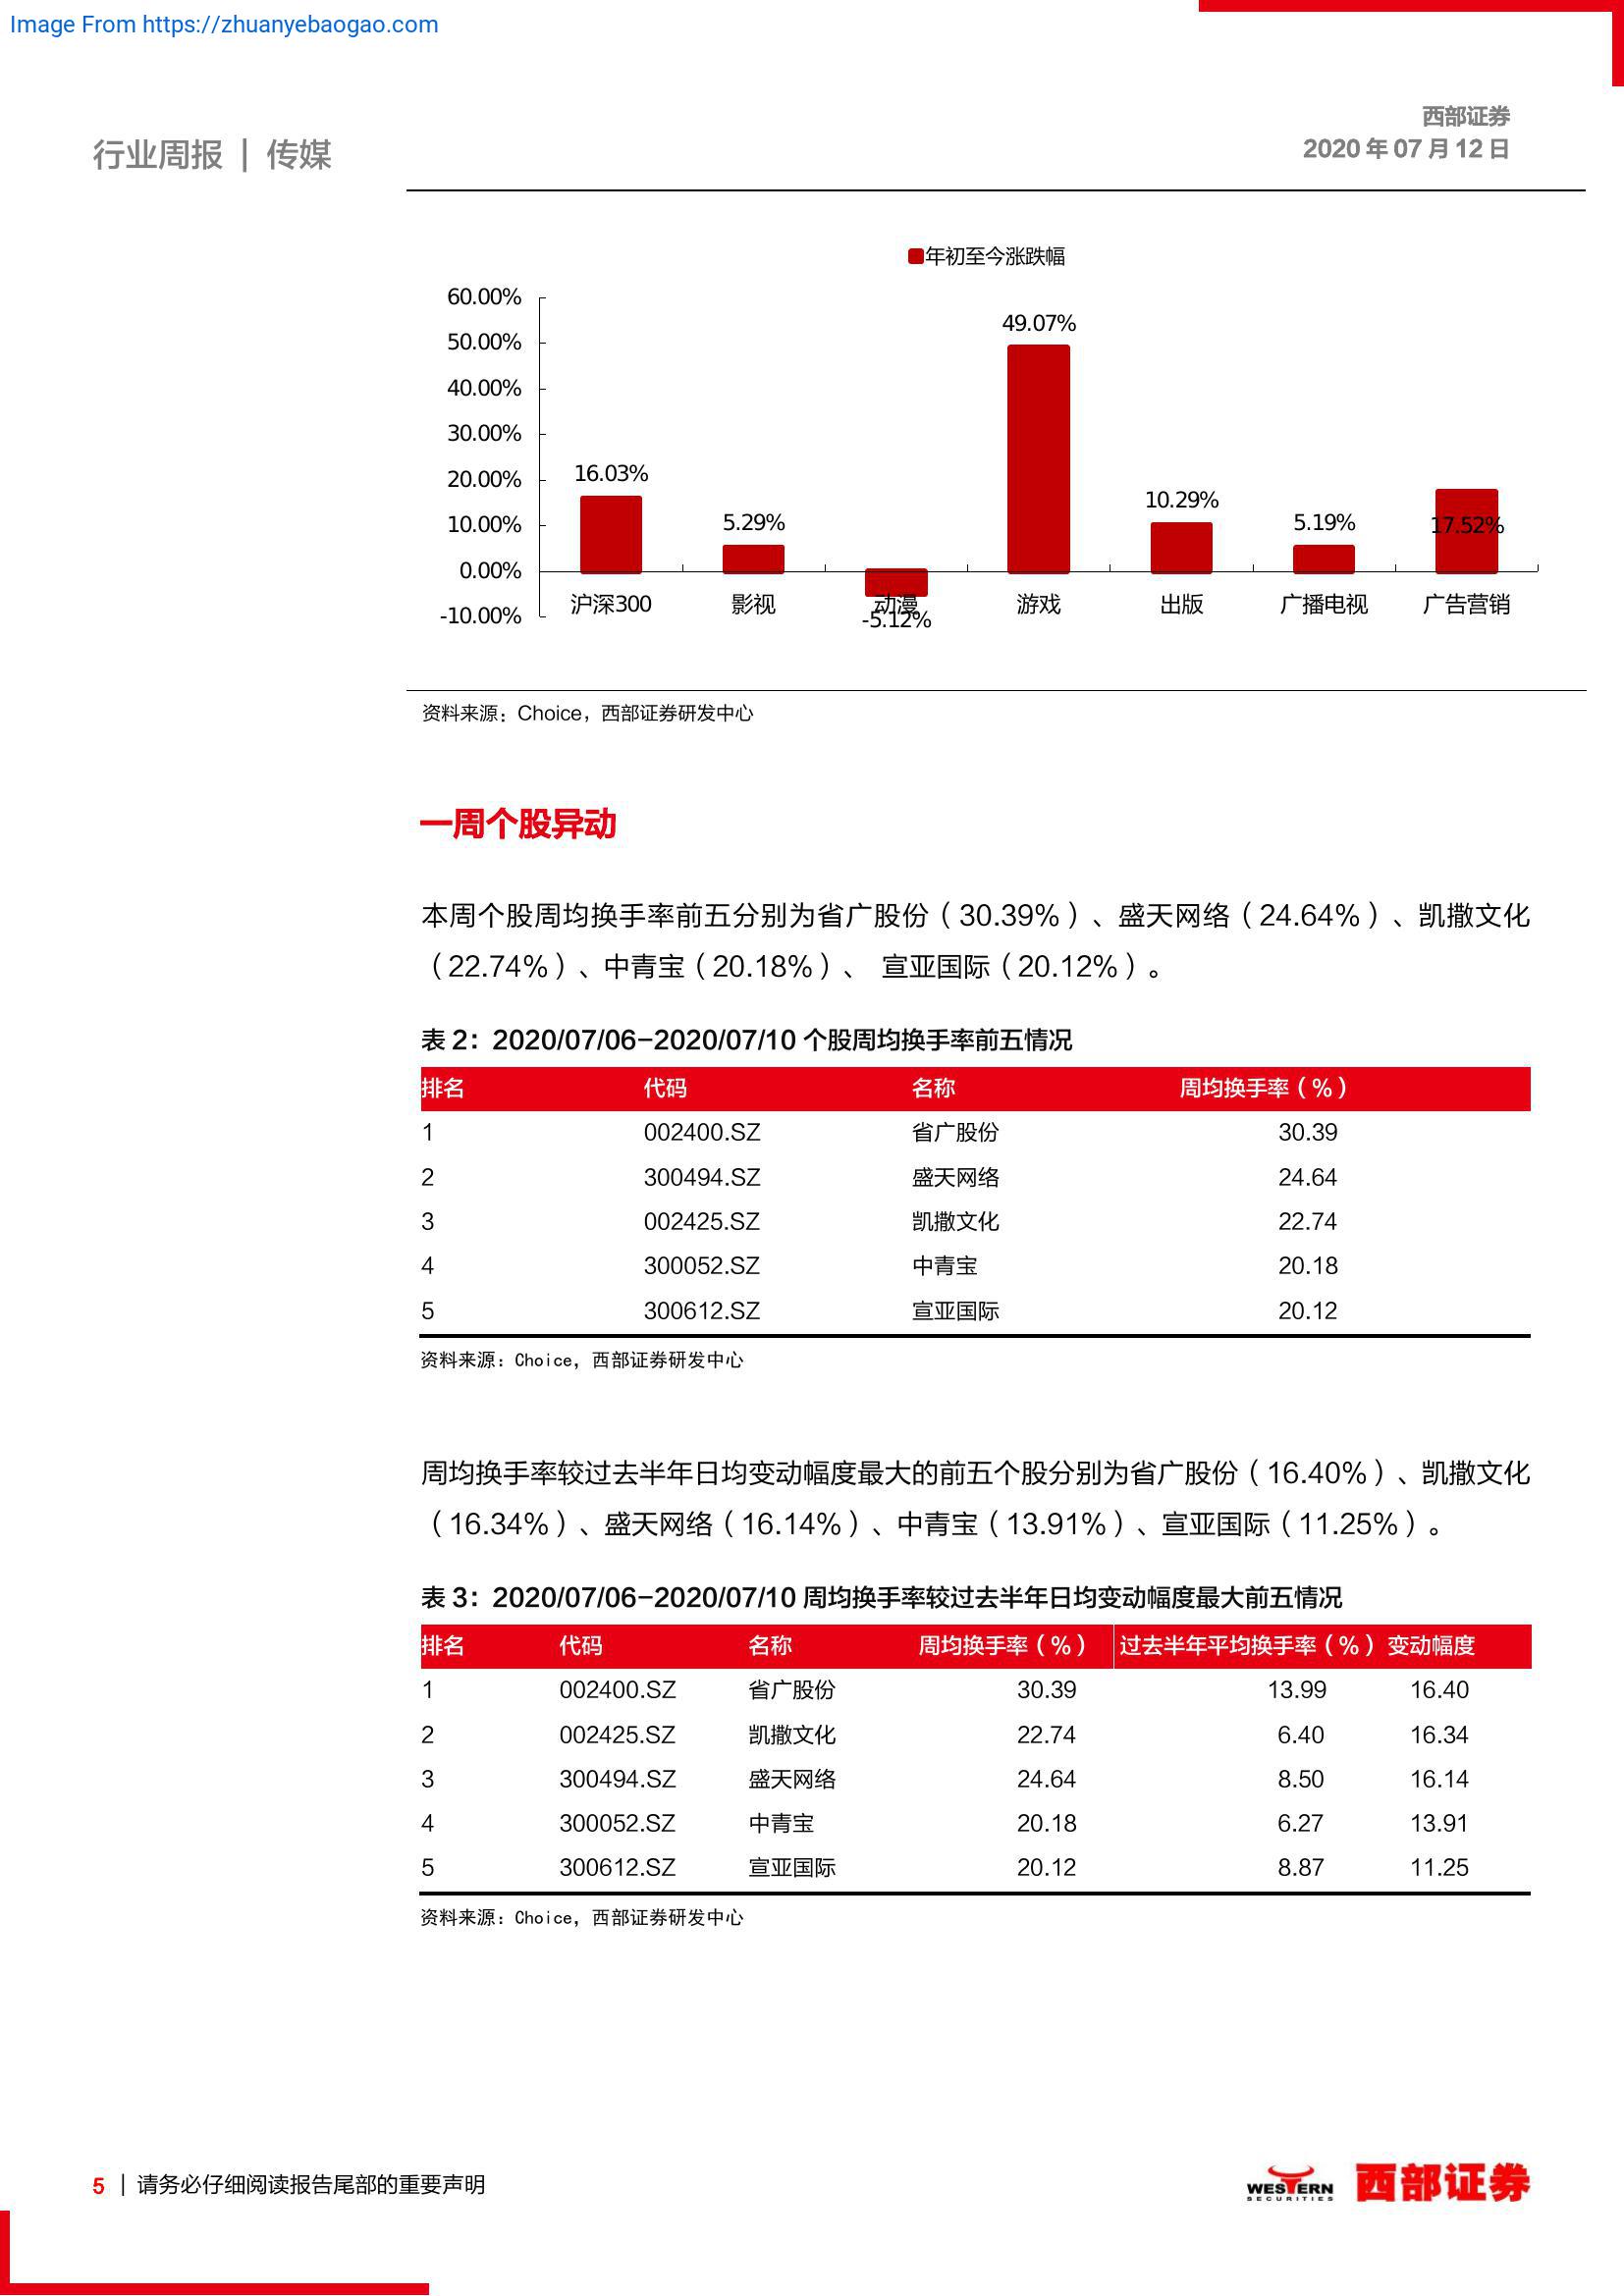 Image From https://zhuanyebaogao.com
西部证券
2020 年 07 月 12 日
行业周报 | 传媒
年初至今涨跌幅
60.00%
50.00%
40.00%
30.00%
20.00%
10.00%
0.00%
-10.00%
16.03% 5.29% -5.12% 49.07% 10.29% 5.19% 17.52%
沪深300 影视 动漫 游戏 出版 广播电视 广告营销
资料来源：Choice，西部证券研发中心
一周个股异动
本周个股周均换手率前五分别为省广股份（30.39%）、盛天网络（24.64%）、凯撒文化
（22.74%）、中青宝（20.18%）、 宣亚国际（20.12%）。
表 2：2020/07/06-2020/07/10 个股周均换手率前五情况
排名 代码 名称 周均换手率（%）
1 002400.SZ 省广股份 30.39
2 300494.SZ 盛天网络 24.64
3 002425.SZ 凯撒文化 22.74
4 300052.SZ 中青宝 20.18
5 300612.SZ 宣亚国际 20.12
资料来源：Choice，西部证券研发中心
周均换手率较过去半年日均变动幅度最大的前五个股分别为省广股份（16.40%）、凯撒文化
（16.34%）、盛天网络（16.14%）、中青宝（13.91%）、宣亚国际（11.25%）。
表 3：2020/07/06-2020/07/10 周均换手率较过去半年日均变动幅度最大前五情况
排名 代码 名称 周均换手率（%） 过去半年平均换手率（%） 变动幅度
1 002400.SZ 省广股份 30.39 13.99 16.40
2 002425.SZ 凯撒文化 22.74 6.40 16.34
3 300494.SZ 盛天网络 24.64 8.50 16.14
4 300052.SZ 中青宝 20.18 6.27 13.91
5 300612.SZ 宣亚国际 20.12 8.87 11.25
资料来源：Choice，西部证券研发中心
5 | 请务必仔细阅读报告尾部的重要声明
WESTERN
SECURITIES
西部证券